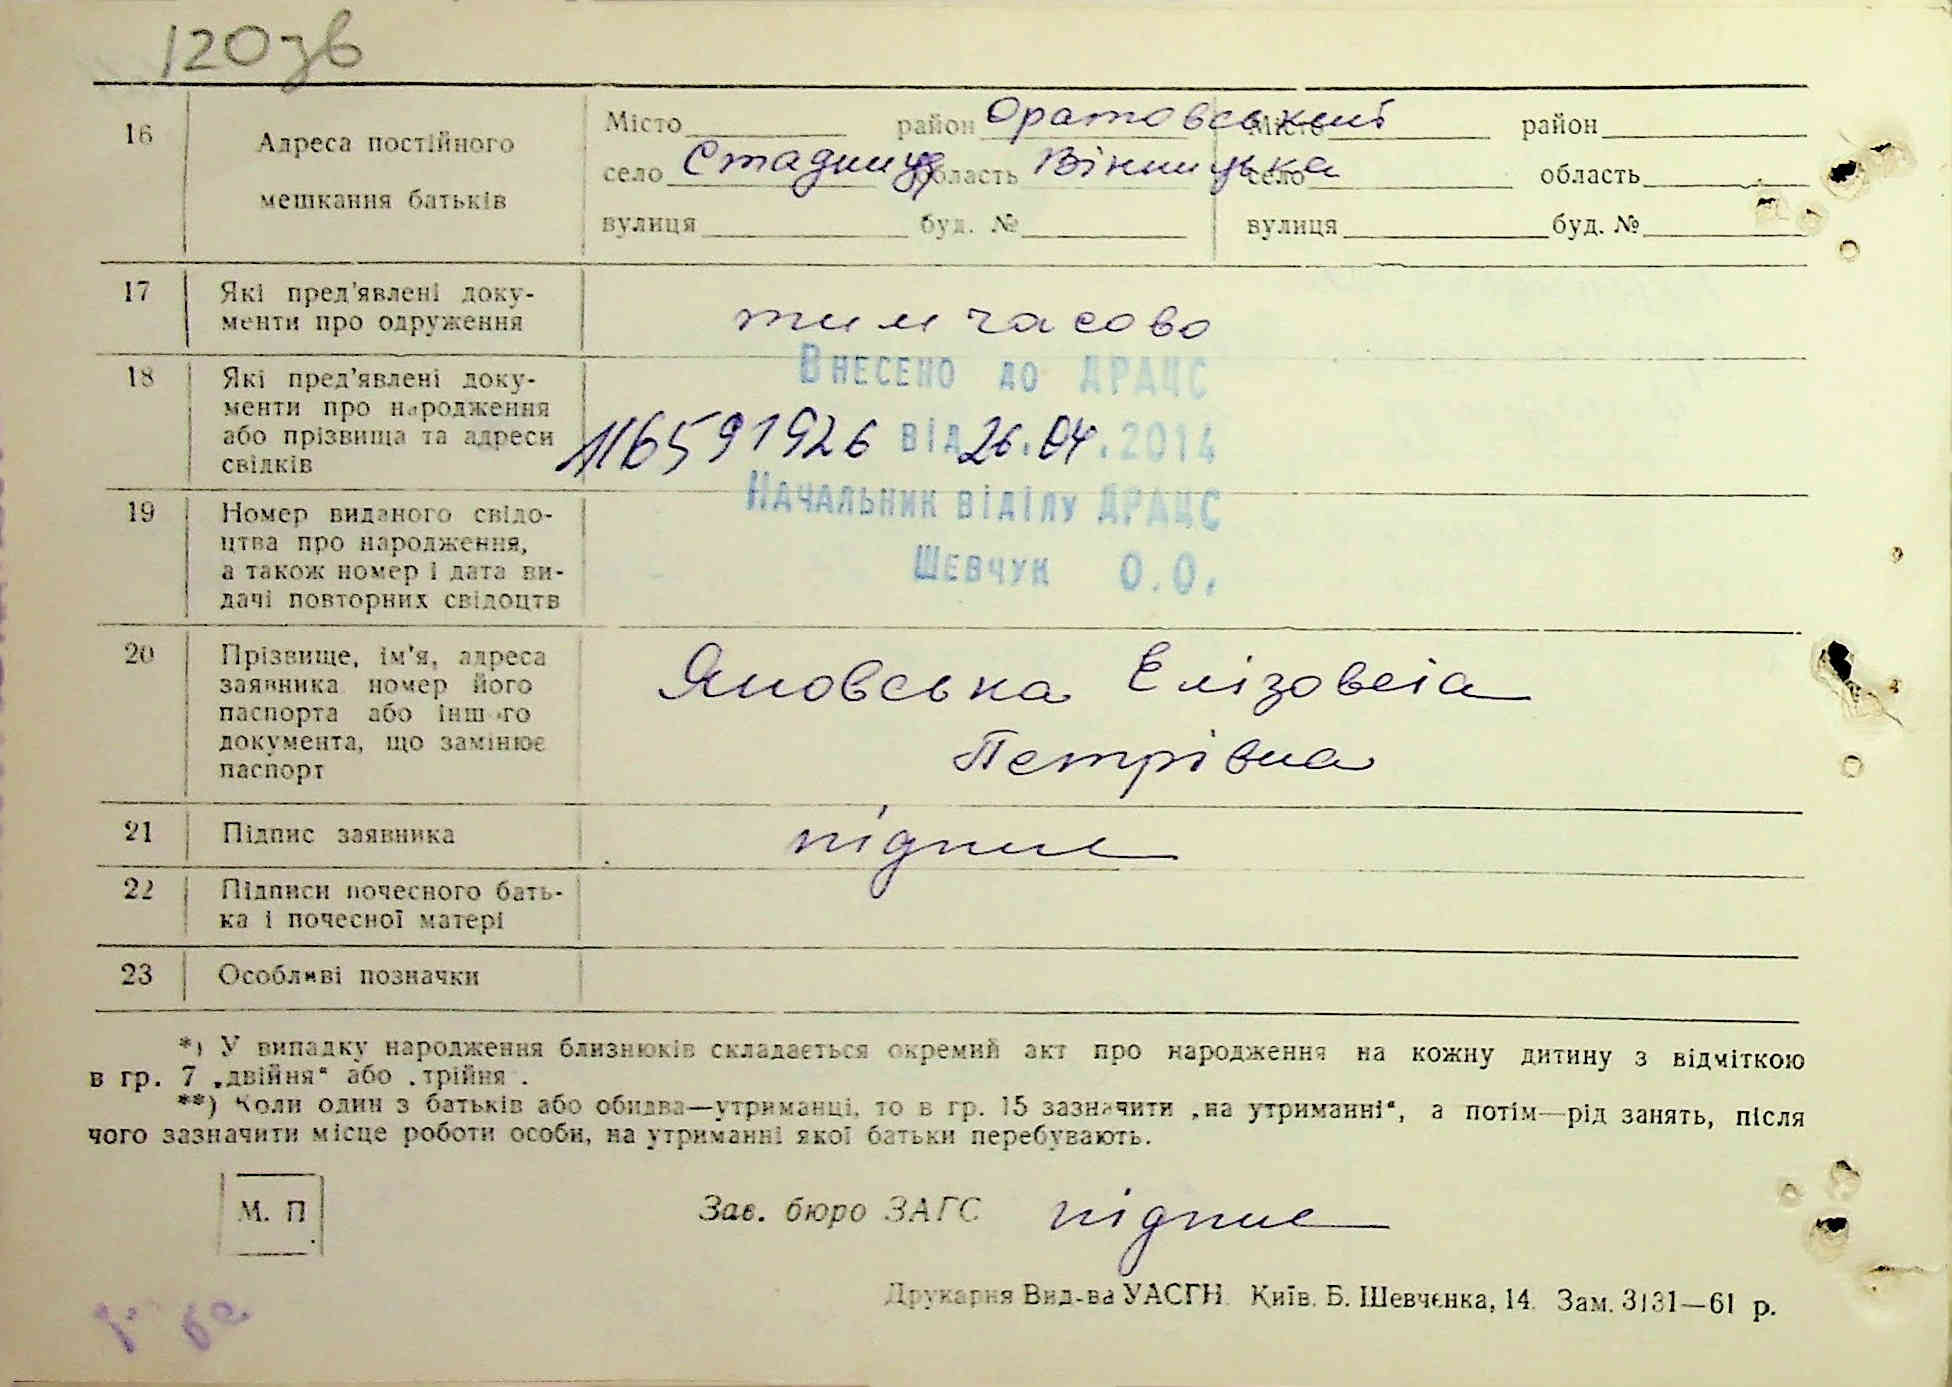 120зв
16 Адреса постійного мешкання батьків
Місто район Оратовський Місто район
село Стадниця область Вінницька село область
вулиця буд. № вулиця буд. №
17 Які пред'явлені доку-
менти про одруження
тимчасово
18 Які пред'явлені доку-
менти про народження
або прізвища та адреси
свідків
Внесено до ДРАЦС
116591926 від 26.04.2014
Начальник віділу ДРАЦС
Шевчук О.О.
19 Номер виданого свідо-
цтва про народження,
а також номер і дата ви-
дачі повторних свідоцтв
20 Прізвище, ім'я, адреса
заявника номер його
паспорта або іншого
документа, що замінює
паспорт
Яновська Єлізовета
Петрівна
21 Підпис заявника
підпис
22 Підписи почесного бать-
ка і почесної матері
23 Особливі позначки
*) У випадку народження близнюків складається окремий акт про народження на кожну дитину з відміткою
в гр. 7 „двійня“ або „трійня“.
**) Коли один з батьків або обидва—утриманці, то в гр. 15 зазначити „на утриманні“, а потім—рід занять, після
чого зазначити місце роботи особи, на утриманні якої батьки перебувають.
М. П
Зав. бюро ЗАГС підпис
Друкарня Вид-ва УАСГН. Київ, Б. Шевченка, 14. Зам. 3131—61 р.